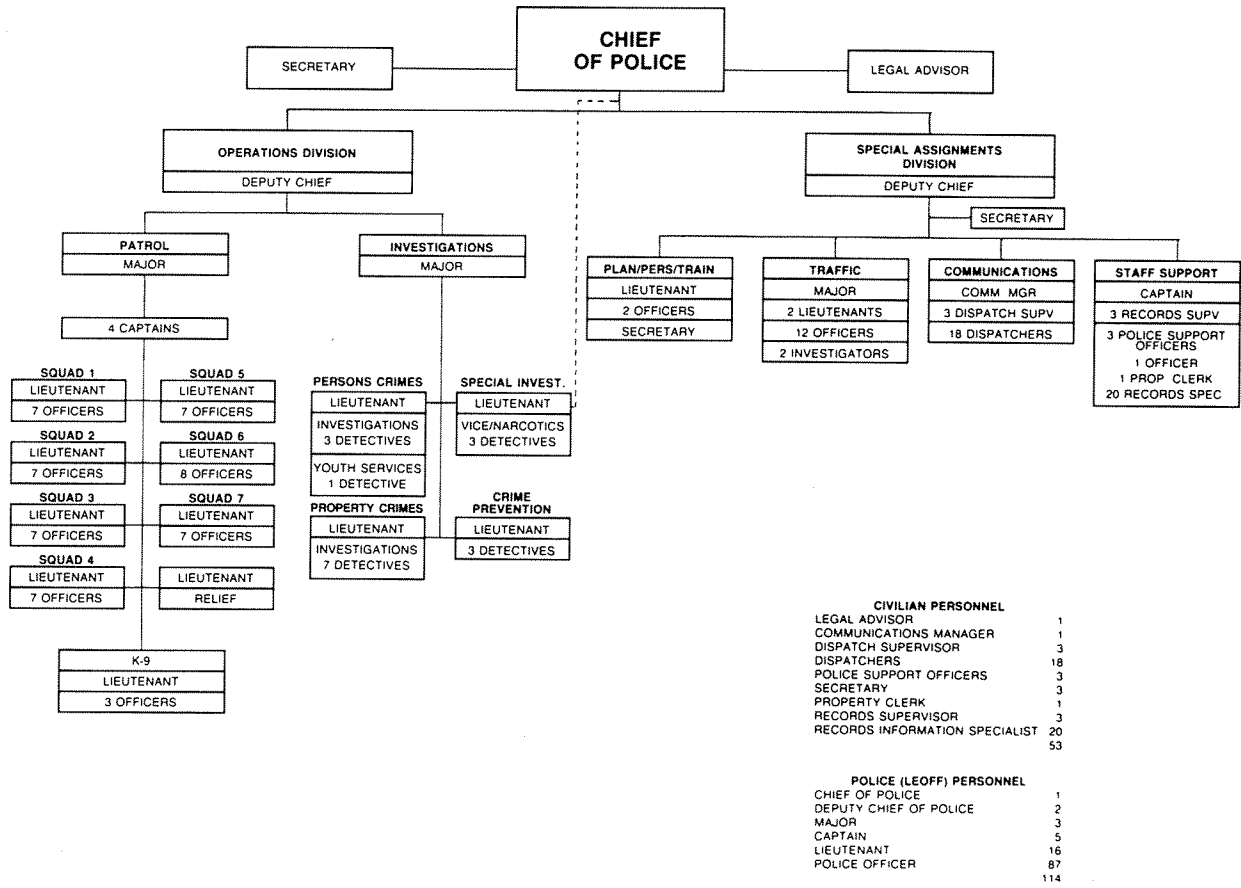 CHIEF
OF POLICE
SECRETARY
LEGAL ADVISOR
OPERATIONS DIVISION
DEPUTY CHIEF
SPECIAL ASSIGNMENTS
DIVISION
DEPUTY CHIEF
SECRETARY
PATROL
MAJOR
INVESTIGATIONS
MAJOR
PLAN/PERS/TRAIN
LIEUTENANT
2 OFFICERS
SECRETARY
TRAFFIC
MAJOR
2 LIEUTENANTS
12 OFFICERS
2 INVESTIGATORS
COMMUNICATIONS
COMM MGR
3 DISPATCH SUPV
18 DISPATCHERS
STAFF SUPPORT
CAPTAIN
3 RECORDS SUPV
3 POLICE SUPPORT
OFFICERS
1 OFFICER
1 PROP CLERK
20 RECORDS SPEC
4 CAPTAINS
SQUAD 1
LIEUTENANT
7 OFFICERS
SQUAD 5
LIEUTENANT
7 OFFICERS
SQUAD 2
LIEUTENANT
7 OFFICERS
SQUAD 6
LIEUTENANT
8 OFFICERS
SQUAD 3
LIEUTENANT
7 OFFICERS
SQUAD 7
LIEUTENANT
7 OFFICERS
SQUAD 4
LIEUTENANT
7 OFFICERS
LIEUTENANT
RELIEF
K-9
LIEUTENANT
3 OFFICERS
PERSONS CRIMES
LIEUTENANT
INVESTIGATIONS
3 DETECTIVES
YOUTH SERVICES
1 DETECTIVE
SPECIAL INVEST.
LIEUTENANT
VICE/NARCOTICS
3 DETECTIVES
PROPERTY CRIMES
LIEUTENANT
INVESTIGATIONS
7 DETECTIVES
CRIME
PREVENTION
LIEUTENANT
3 DETECTIVES
CIVILIAN PERSONNEL
LEGAL ADVISOR 1
COMMUNICATIONS MANAGER 1
DISPATCH SUPERVISOR 3
DISPATCHERS 18
POLICE SUPPORT OFFICERS 3
SECRETARY 3
PROPERTY CLERK 1
RECORDS SUPERVISOR 3
RECORDS INFORMATION SPECIALIST 20
53
POLICE (LEOFF) PERSONNEL
CHIEF OF POLICE 1
DEPUTY CHIEF OF POLICE 2
MAJOR 3
CAPTAIN 5
LIEUTENANT 16
POLICE OFFICER 87
114